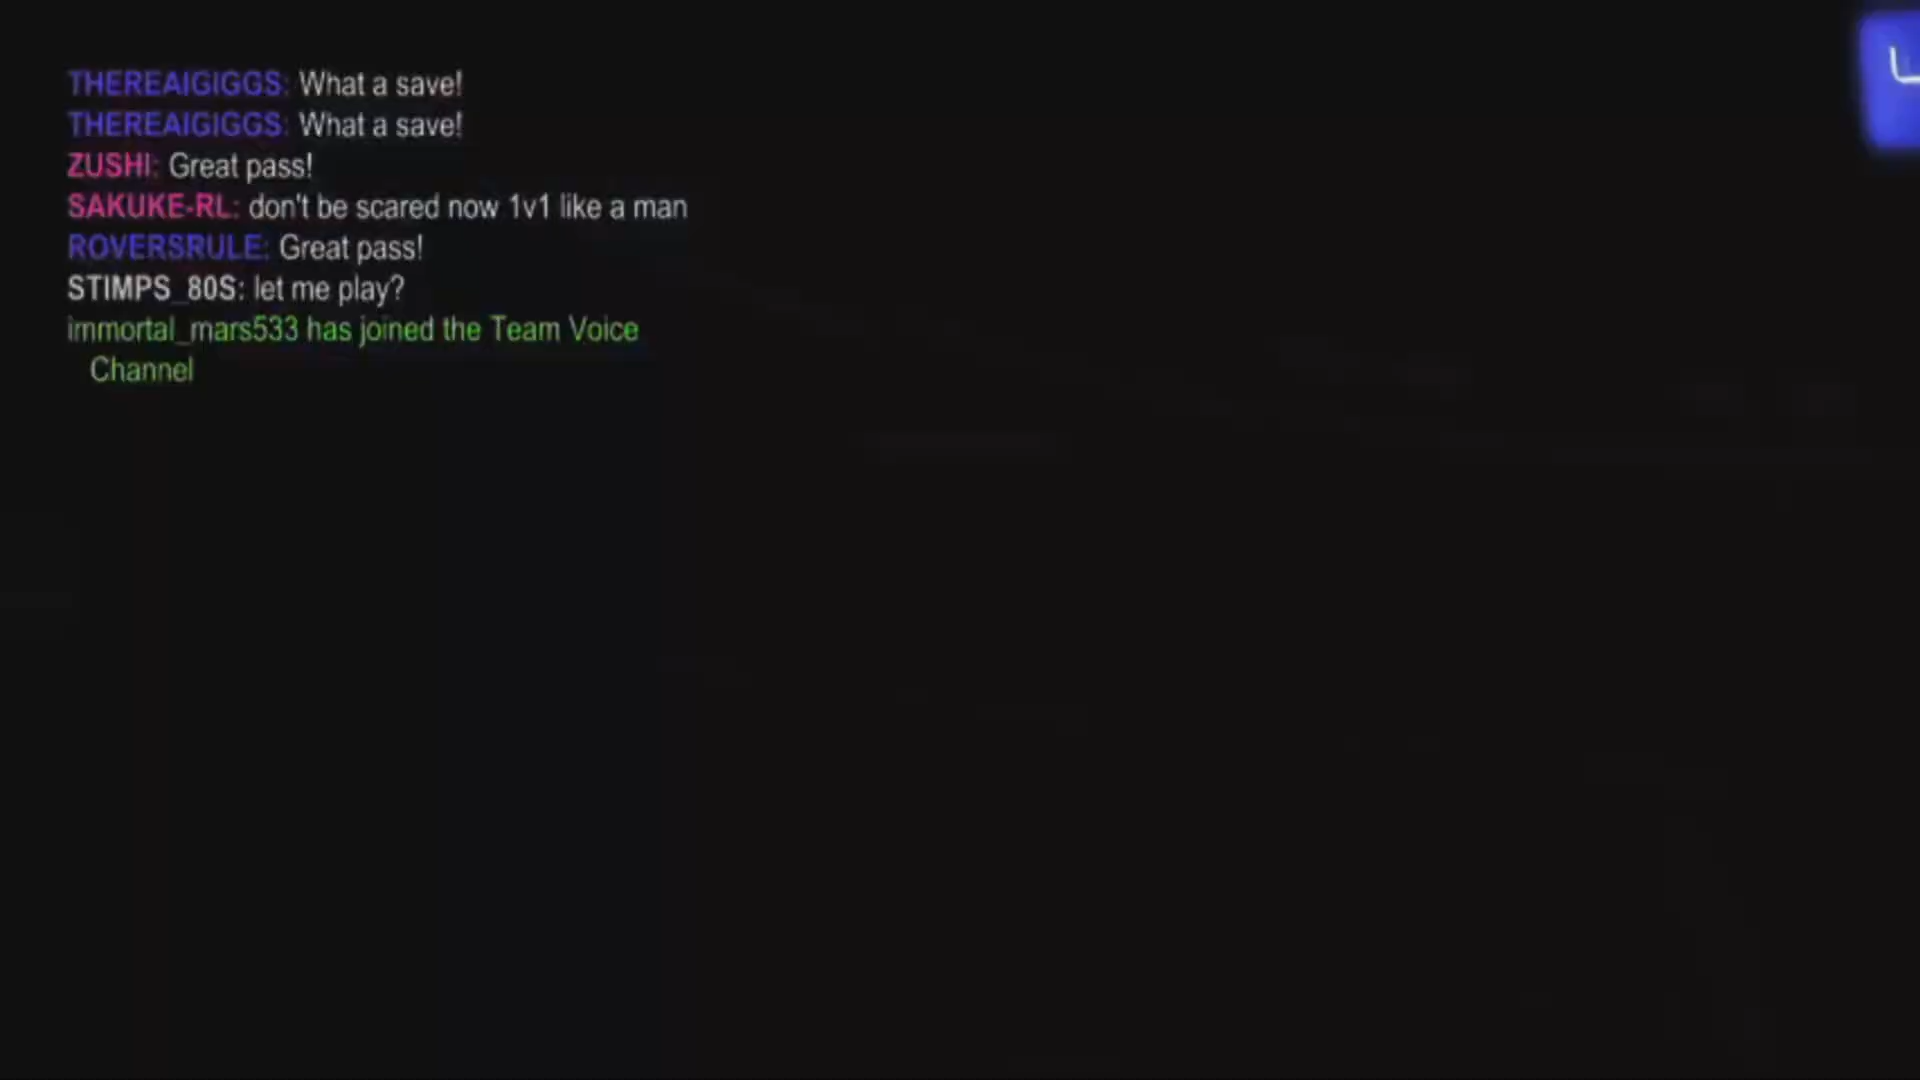 THEREAIGIGGS: What a save!
THEREAIGIGGS: What a save!
ZUSHI: Great pass!
SAKUKE-RL: don't be scared now 1v1 like a man
ROVERSRULE: Great pass!
STIMPS_80S: let me play?
immortal_mars533 has joined the Team Voice
Channel